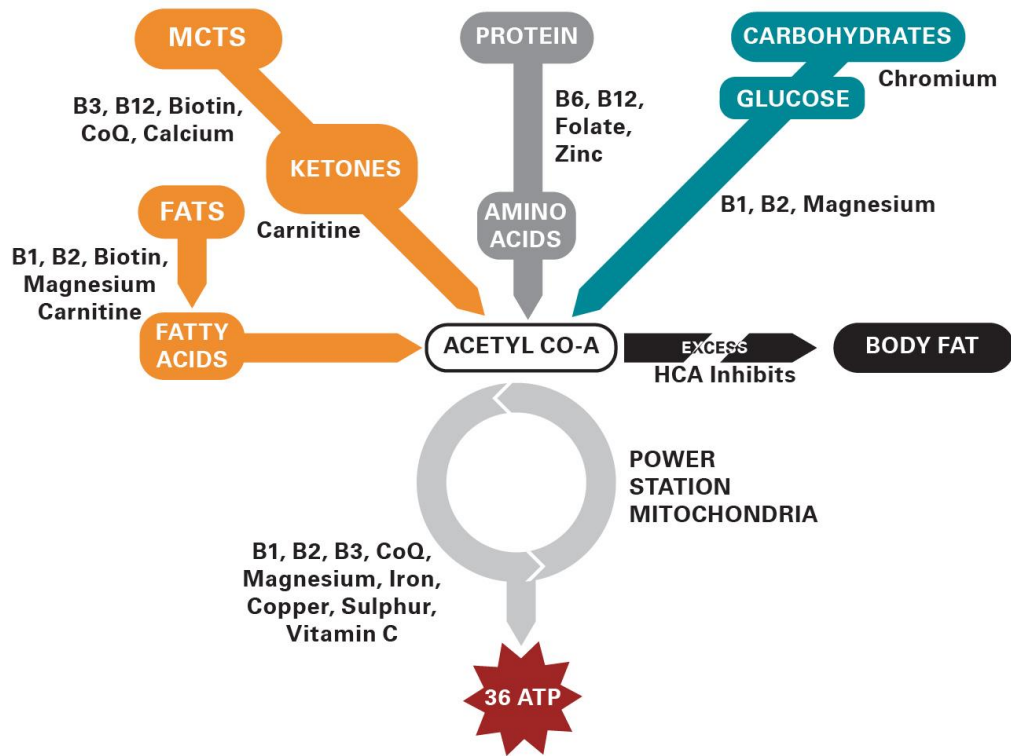 MCTS
PROTEIN
CARBOHYDRATES
Chromium
GLUCOSE
B3, B12, Biotin,
CoQ, Calcium
B6, B12,
Folate,
Zinc
KETONES
B1, B2, Magnesium
FATS
Carnitine
AMINO
ACIDS
B1, B2, Biotin,
Magnesium
Carnitine
FATTY
ACIDS
ACETYL CO-A
EXCESS
HCA Inhibits
BODY FAT
POWER
STATION
MITOCHONDRIA
B1, B2, B3, CoQ,
Magnesium, Iron,
Copper, Sulphur,
Vitamin C
36 ATP